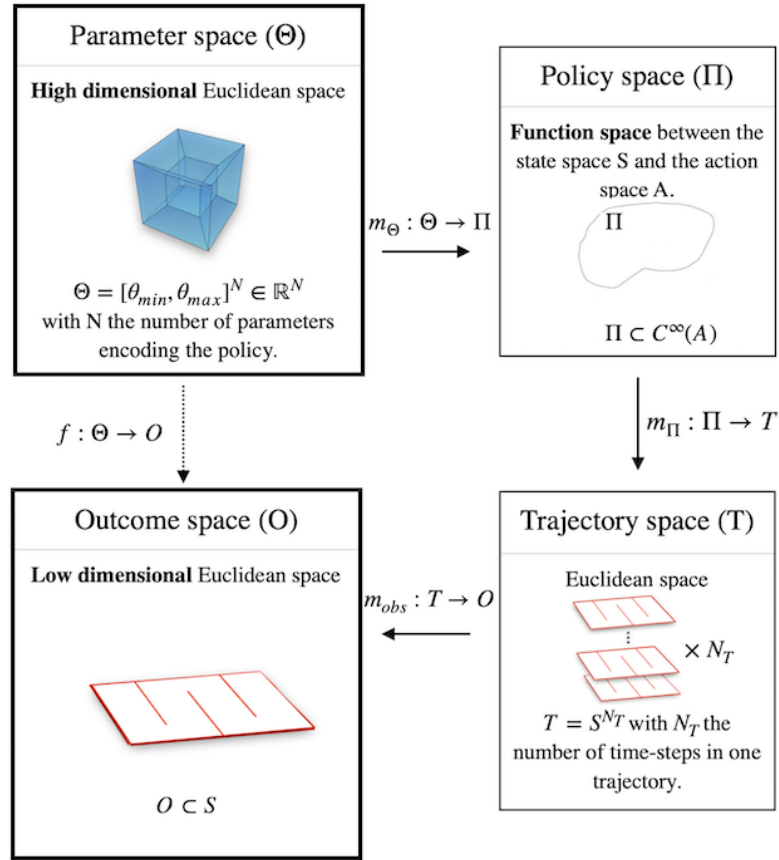 Parameter space (Θ)
High dimensional Euclidean space
Θ = [θ_min, θ_max]^N ∈ ℝ^N
with N the number of parameters
encoding the policy.
m_Θ : Θ → Π
Policy space (Π)
Function space between the
state space S and the action
space A.
Π
Π ⊂ C^∞(A)
f : Θ → O
m_Π : Π → T
Outcome space (O)
Low dimensional Euclidean space
O ⊂ S
m_obs : T → O
Trajectory space (T)
Euclidean space
× N_T
T = S^{N_T} with N_T the
number of time-steps in one
trajectory.